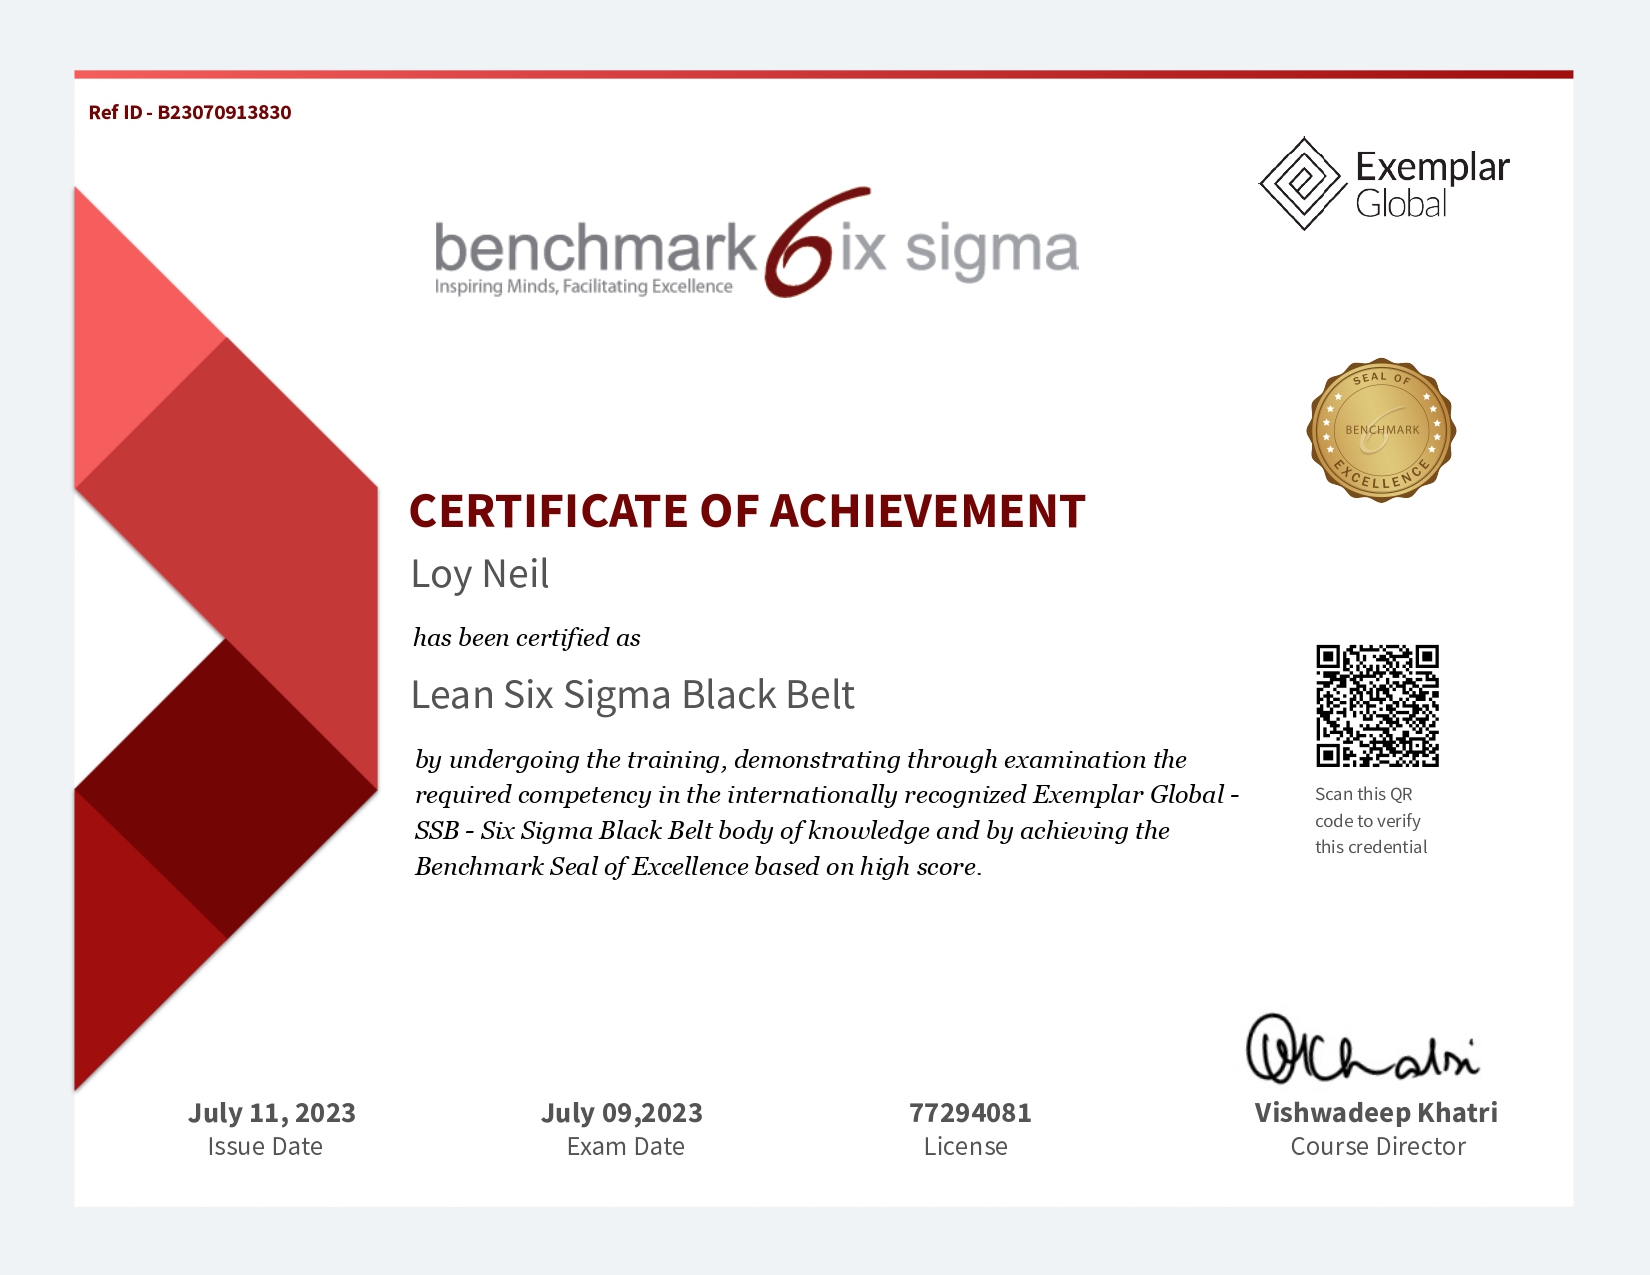 Ref ID - B23070913830
Exemplar
Global
benchmark 6ix sigma
Inspiring Minds, Facilitating Excellence
SEAL OF
BENCHMARK
6
EXCELLENCE
CERTIFICATE OF ACHIEVEMENT
Loy Neil
has been certified as
Lean Six Sigma Black Belt
by undergoing the training, demonstrating through examination the
required competency in the internationally recognized Exemplar Global -
SSB - Six Sigma Black Belt body of knowledge and by achieving the
Benchmark Seal of Excellence based on high score.
Scan this QR
code to verify
this credential
July 11, 2023
Issue Date
July 09,2023
Exam Date
77294081
License
VKhatri
Vishwadeep Khatri
Course Director